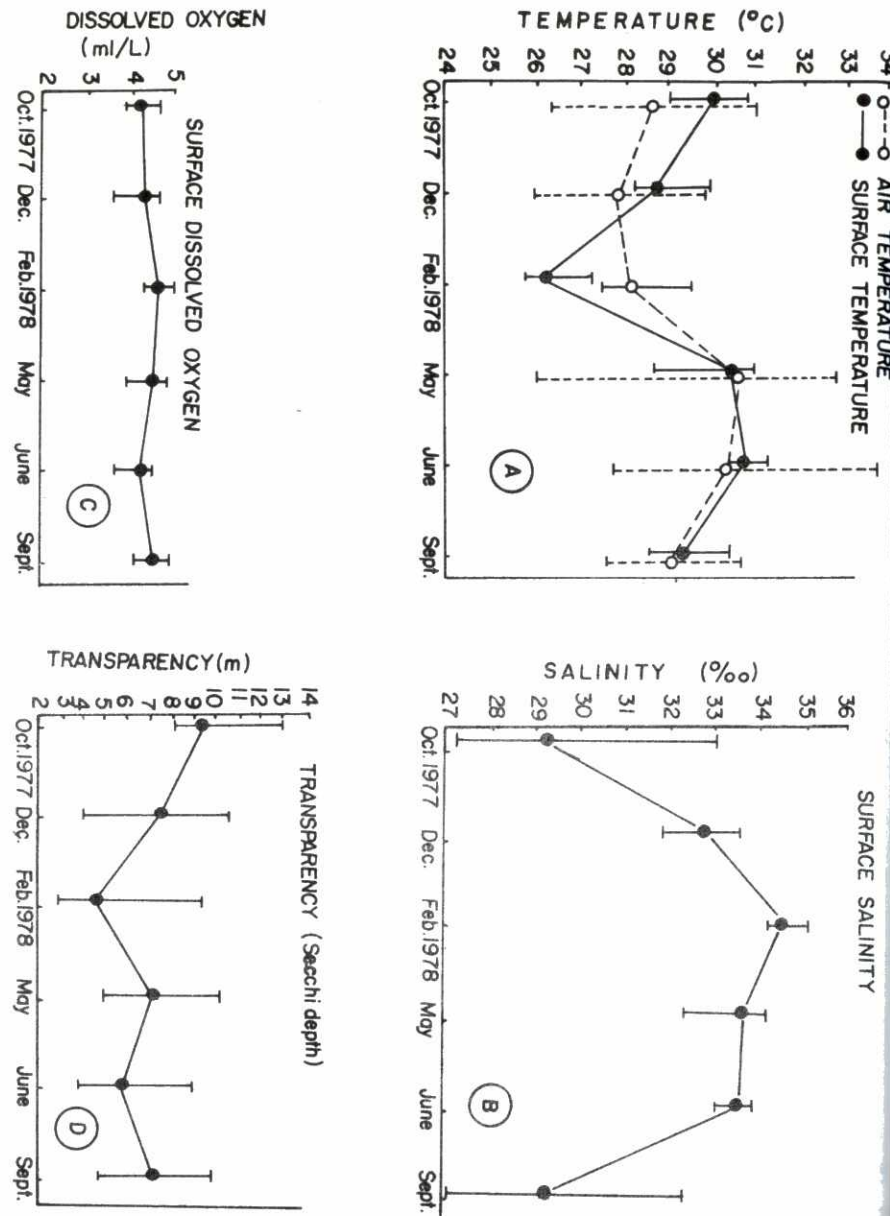 TEMPERATURE (°C)
24 25 26 27 28 29 30 31 32 33 34
AIR TEMPERATURE
SURFACE TEMPERATURE
Oct.1977 Dec. Feb.1978 May June Sept.
A
SALINITY (‰)
27 28 29 30 31 32 33 34 35 36
SURFACE SALINITY
Oct.1977 Dec. Feb.1978 May June Sept.
B
DISSOLVED OXYGEN
(ml/L)
2 3 4 5
SURFACE DISSOLVED OXYGEN
Oct.1977 Dec. Feb.1978 May June Sept.
C
TRANSPARENCY(m)
2 3 4 5 6 7 8 9 10 11 12 13 14
TRANSPARENCY (Secchi depth)
Oct.1977 Dec. Feb.1978 May June Sept.
D